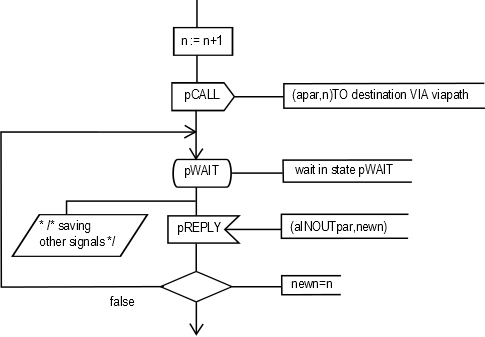 n := n+1
pCALL
(apar,n)TO destination VIA viapath
pWAIT
wait in state pWAIT
* /* saving
other signals */
pREPLY
(aINOUTpar,newn)
newn=n
false